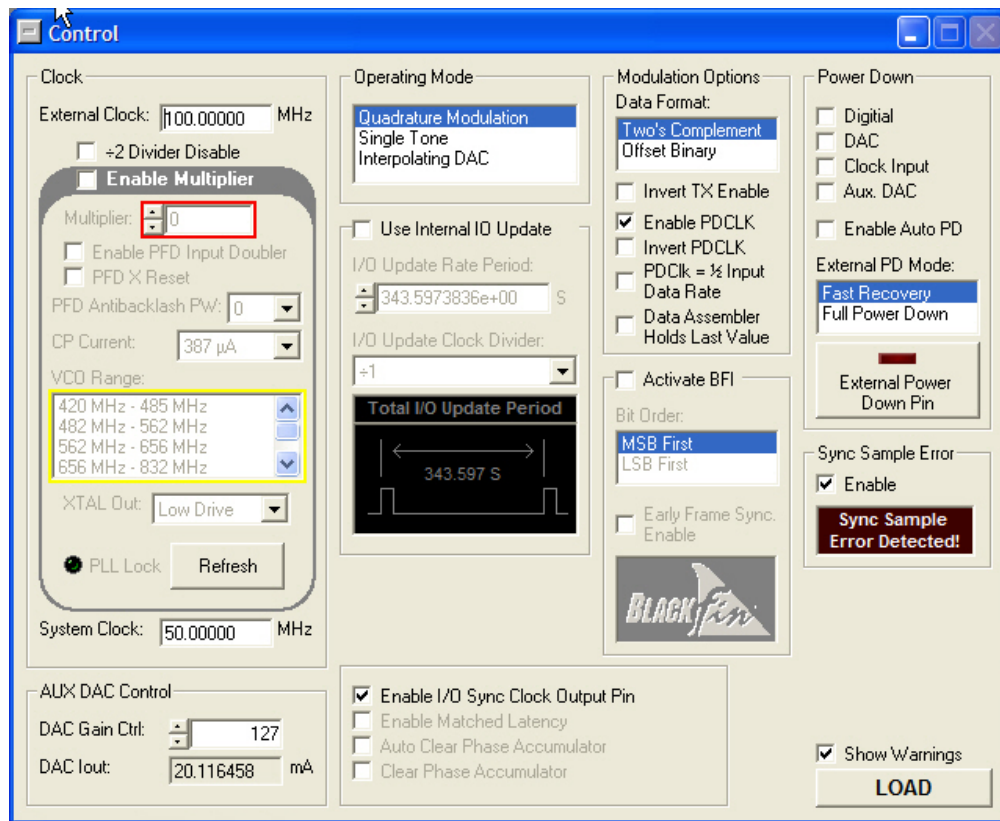 Control
Clock
External Clock: 100.00000 MHz
÷2 Divider Disable
Enable Multiplier
Multiplier: 0
Enable PFD Input Doubler
PFD X Reset
PFD Antibacklash PW: 0
CP Current: 387 µA
VCO Range:
420 MHz - 485 MHz
482 MHz - 562 MHz
562 MHz - 656 MHz
656 MHz - 832 MHz
XTAL Out: Low Drive
PLL Lock Refresh
System Clock: 50.00000 MHz
AUX DAC Control
DAC Gain Ctrl: 127
DAC Iout: 20.116458 mA
Operating Mode
Quadrature Modulation
Single Tone
Interpolating DAC
Use Internal IO Update
I/O Update Rate Period:
343.5973836e+00 S
I/O Update Clock Divider:
÷1
Total I/O Update Period
343.597 S
Enable I/O Sync Clock Output Pin
Enable Matched Latency
Auto Clear Phase Accumulator
Clear Phase Accumulator
Modulation Options
Data Format:
Two's Complement
Offset Binary
Invert TX Enable
Enable PDCLK
Invert PDCLK
PDClk = ½ Input
Data Rate
Data Assembler
Holds Last Value
Activate BFI
Bit Order:
MSB First
LSB First
Early Frame Sync.
Enable
BLACKfin
Power Down
Digitial
DAC
Clock Input
Aux. DAC
Enable Auto PD
External PD Mode:
Fast Recovery
Full Power Down
External Power
Down Pin
Sync Sample Error
Enable
Sync Sample
Error Detected!
Show Warnings
LOAD